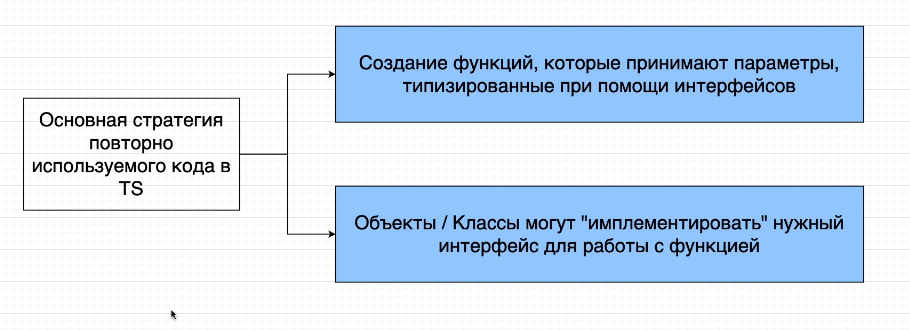 Создание функций, которые принимают параметры,
типизированные при помощи интерфейсов
Основная стратегия
повторно
используемого кода в
TS
Объекты / Классы могут "имплементировать" нужный
интерфейс для работы с функцией